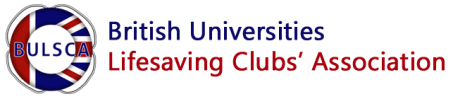 BULSCA
British Universities
Lifesaving Clubs' Association